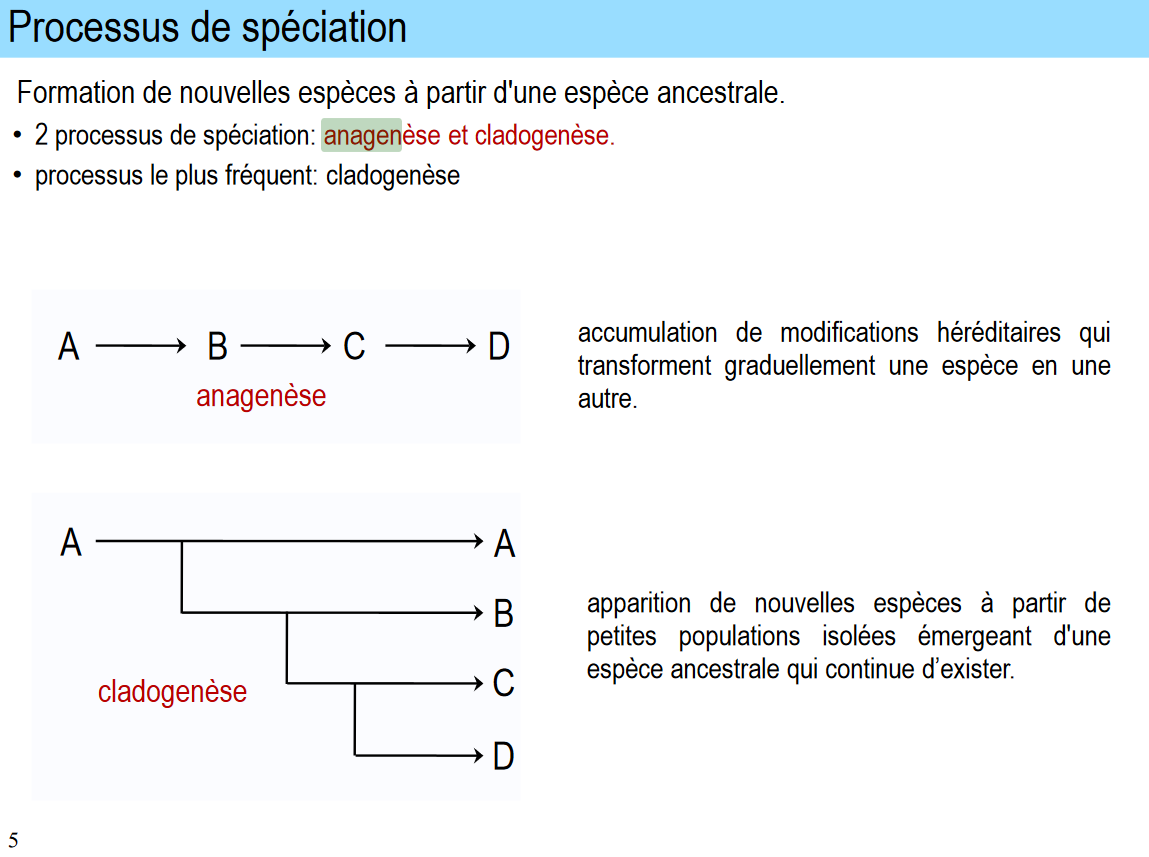 Processus de spéciation
Formation de nouvelles espèces à partir d'une espèce ancestrale.
• 2 processus de spéciation: anagenèse et cladogenèse.
• processus le plus fréquent: cladogenèse
A B C D
anagenèse
accumulation de modifications héréditaires qui
transforment graduellement une espèce en une
autre.
A A
B
C
D
cladogenèse
apparition de nouvelles espèces à partir de
petites populations isolées émergeant d'une
espèce ancestrale qui continue d’exister.
5